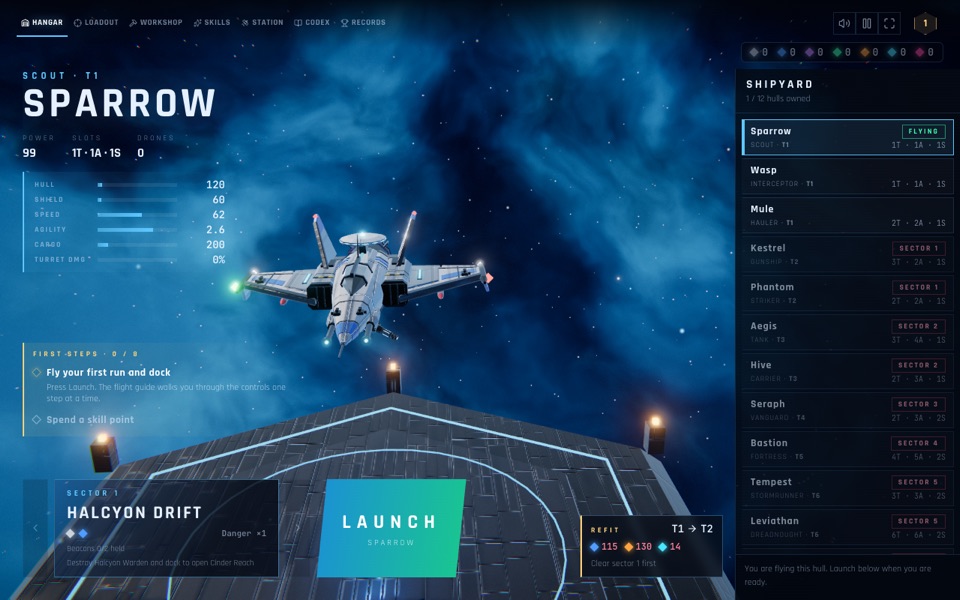 HANGAR LOADOUT WORKSHOP SKILLS STATION CODEX RECORDS
1
0 0 0 0 0 0 0
SCOUT · T1
SPARROW
POWER SLOTS DRONES
99 1T·1A·1S 0
HULL 120
SHIELD 60
SPEED 62
AGILITY 2.6
CARGO 200
TURRET DMG 0%
FIRST STEPS · 0 / 8
Fly your first run and dock
Press Launch. The flight guide walks you through the controls one
step at a time.
Spend a skill point
SECTOR 1
HALCYON DRIFT
Danger ×1
Beacons not held
Destroy Halcyon Warden and dock to open Cinder Reach
LAUNCH
SPARROW
REFIT T1 → T2
115 130 14
Clear sector 1 first
SHIPYARD
1 / 12 hulls owned
Sparrow FLYING
SCOUT · T1 1T · 1A · 1S
Wasp
INTERCEPTOR · T1 1T · 1A · 1S
Mule
HAULER · T1 2T · 2A · 1S
Kestrel SECTOR 1
GUNSHIP · T2 3T · 2A · 1S
Phantom SECTOR 1
STRIKER · T2 2T · 2A · 1S
Aegis SECTOR 2
TANK · T3 3T · 4A · 1S
Hive SECTOR 2
CARRIER · T3 2T · 3A · 1S
Seraph SECTOR 3
VANGUARD · T4 2T · 3A · 2S
Bastion SECTOR 4
FORTRESS · T5 4T · 5A · 2S
Tempest SECTOR 5
STORMRUNNER · T6 3T · 3A · 2S
Leviathan SECTOR 5
DREADNOUGHT · T6 6T · 6A · 2S
You are flying this hull. Launch below when you are
ready.